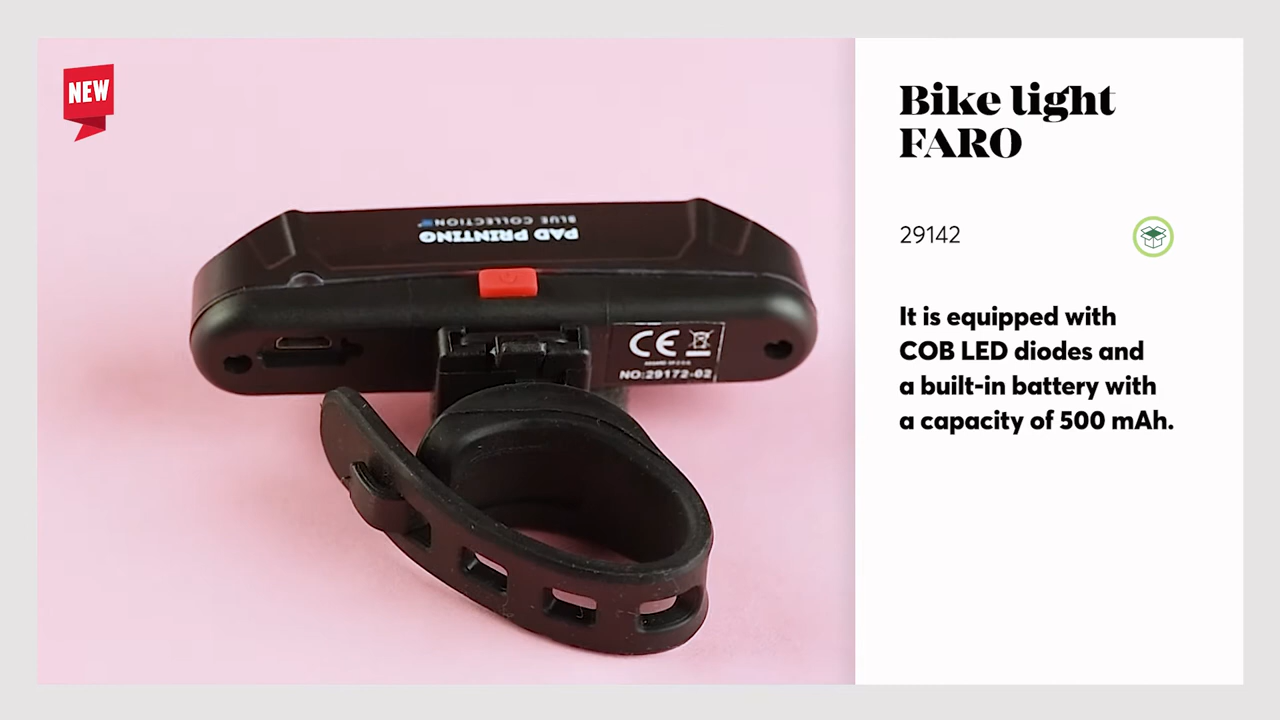 NEW
Bike light
FARO
29142
It is equipped with
COB LED diodes and
a built-in battery with
a capacity of 500 mAh.
BLUE COLLECTION
PAD PRINTING
CE
NO:29172-02